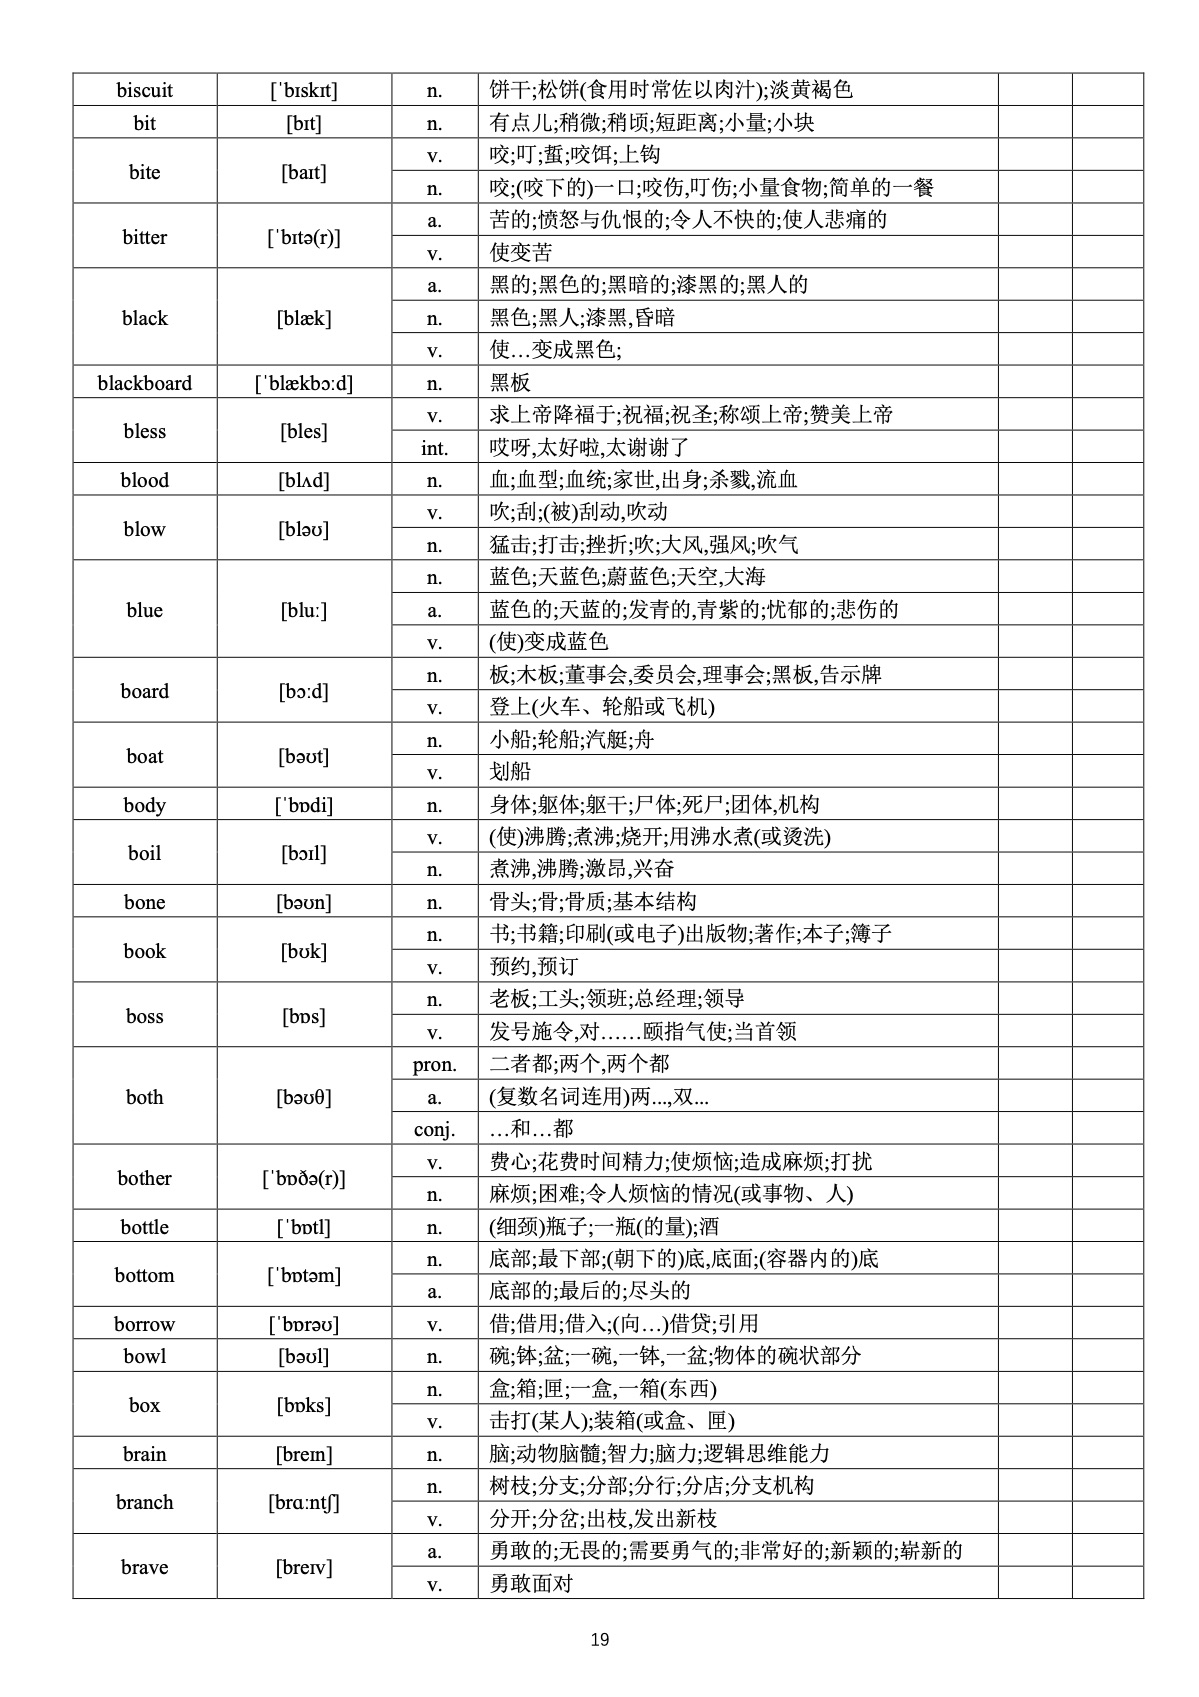 biscuit [ˈbɪskɪt] n. 饼干;松饼(食用时常佐以肉汁);淡黄褐色
bit [bɪt] n. 有点儿;稍微;稍顷;短距离;小量;小块
bite [baɪt] v. 咬;叮;蜇;咬饵;上钩
n. 咬;(咬下的)一口;咬伤,叮伤;小量食物;简单的一餐
bitter [ˈbɪtə(r)] a. 苦的;愤怒与仇恨的;令人不快的;使人悲痛的
v. 使变苦
black [blæk] a. 黑的;黑色的;黑暗的;漆黑的;黑人的
n. 黑色;黑人;漆黑,昏暗
v. 使…变成黑色;
blackboard [ˈblækbɔːd] n. 黑板
bless [bles] v. 求上帝降福于;祝福;祝圣;称颂上帝;赞美上帝
int. 哎呀,太好啦,太谢谢了
blood [blʌd] n. 血;血型;血统;家世,出身;杀戮,流血
blow [bləʊ] v. 吹;刮;(被)刮动,吹动
n. 猛击;打击;挫折;吹;大风,强风;吹气
blue [bluː] n. 蓝色;天蓝色;蔚蓝色;天空,大海
a. 蓝色的;天蓝的;发青的,青紫的;忧郁的;悲伤的
v. (使)变成蓝色
board [bɔːd] n. 板;木板;董事会,委员会,理事会;黑板,告示牌
v. 登上(火车、轮船或飞机)
boat [bəʊt] n. 小船;轮船;汽艇;舟
v. 划船
body [ˈbɒdi] n. 身体;躯体;躯干;尸体;死尸;团体,机构
boil [bɔɪl] v. (使)沸腾;煮沸;烧开;用沸水煮(或烫洗)
n. 煮沸,沸腾;激昂,兴奋
bone [bəʊn] n. 骨头;骨;骨质;基本结构
book [bʊk] n. 书;书籍;印刷(或电子)出版物;著作;本子;簿子
v. 预约,预订
boss [bɒs] n. 老板;工头;领班;总经理;领导
v. 发号施令,对……颐指气使;当首领
both [bəʊθ] pron. 二者都;两个,两个都
a. (复数名词连用)两...,双...
conj. …和…都
bother [ˈbɒðə(r)] v. 费心;花费时间精力;使烦恼;造成麻烦;打扰
n. 麻烦;困难;令人烦恼的情况(或事物、人)
bottle [ˈbɒtl] n. (细颈)瓶子;一瓶(的量);酒
bottom [ˈbɒtəm] n. 底部;最下部;(朝下的)底,底面;(容器内的)底
a. 底部的;最后的;尽头的
borrow [ˈbɒrəʊ] v. 借;借用;借入;(向…)借贷;引用
bowl [bəʊl] n. 碗;钵;盆;一碗,一钵,一盆;物体的碗状部分
box [bɒks] n. 盒;箱;匣;一盒,一箱(东西)
v. 击打(某人);装箱(或盒、匣)
brain [breɪn] n. 脑;动物脑髓;智力;脑力;逻辑思维能力
branch [brɑːntʃ] n. 树枝;分支;分部;分行;分店;分支机构
v. 分开;分岔;出枝,发出新枝
brave [breɪv] a. 勇敢的;无畏的;需要勇气的;非常好的;新颖的;崭新的
v. 勇敢面对
19